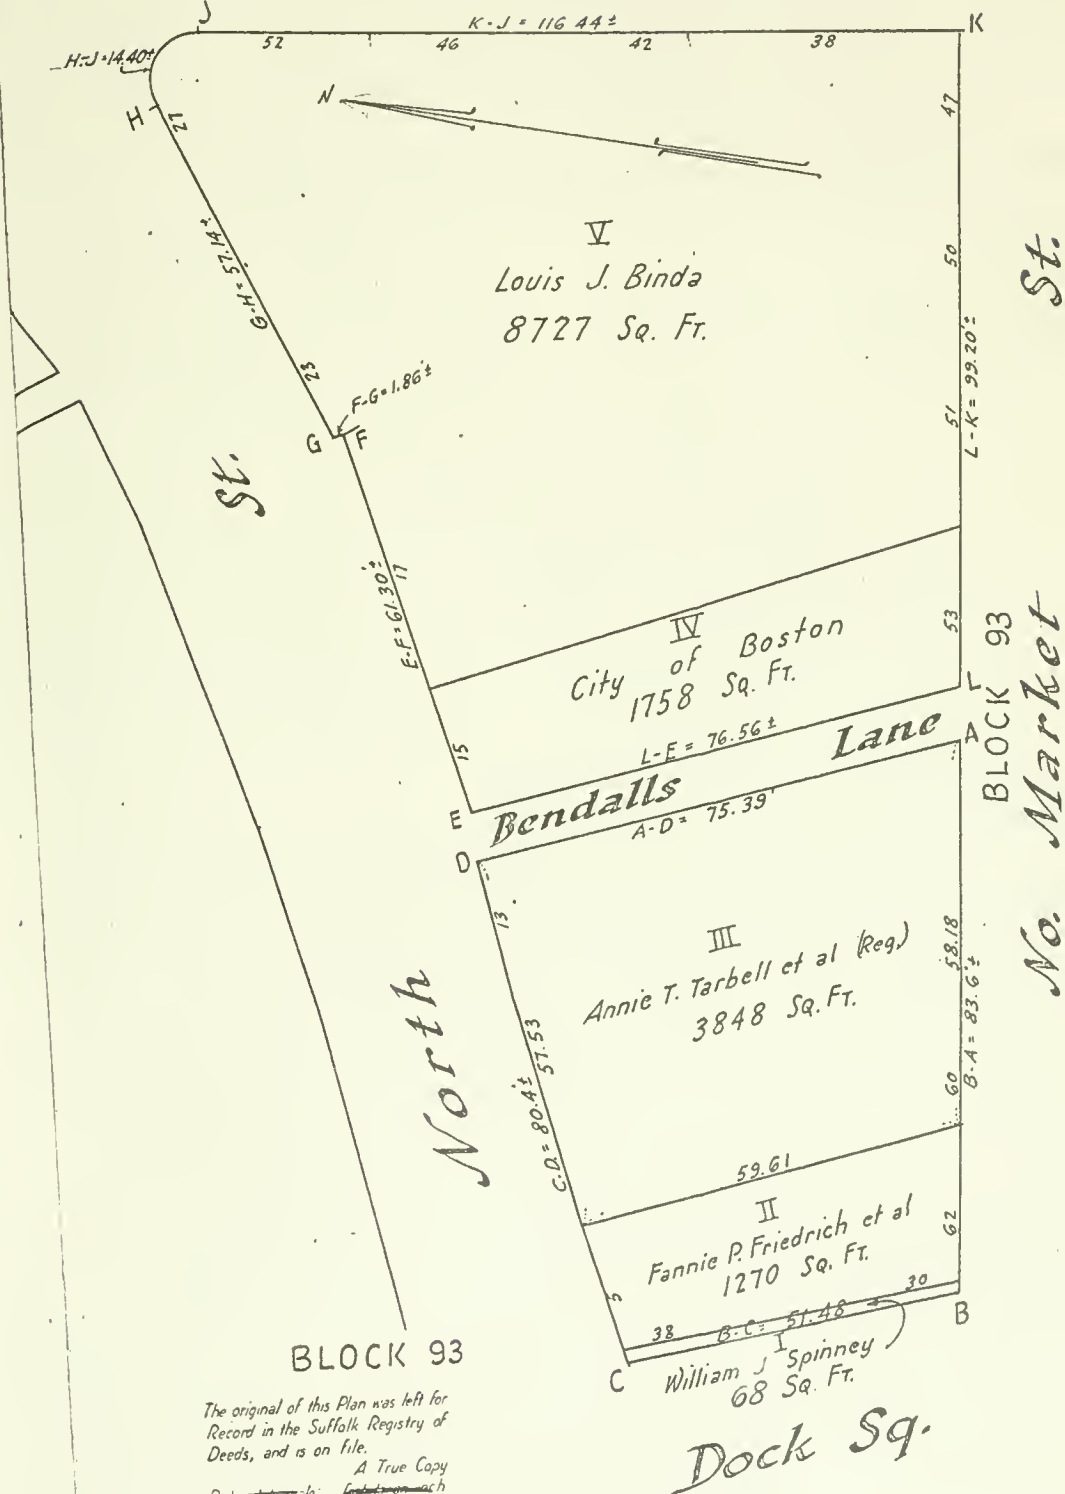 J
K-J = 116.44±
K
52
46
42
38
H-J=14.40±
H
27
N
47
V
Louis J. Binda
8727 Sq. Ft.
50
St.
G-H = 57.14±
23
F-G=1.86±
G
F
51
L-K = 99.20±
St.
E-F=61.30±
17
IV
City of Boston
1758 Sq. Ft.
53
L-E = 76.56±
15
L
E
Bendalls Lane
A
A-D = 75.39'
D
BLOCK 93
No. Market
13
III
Annie T. Tarbell et al (Reg.)
3848 Sq. Ft.
58.18
B-A = 83.6±
North
57.53
C-D = 80.4±
60
59.61
II
Fannie P. Friedrich et al
1270 Sq. Ft.
62
5
30
38
B-C = 51.48
B
I
C
William J Spinney
68 Sq. Ft.
BLOCK 93
Dock Sq.
The original of this Plan was left for
Record in the Suffolk Registry of
Deeds, and is on file.
A True Copy